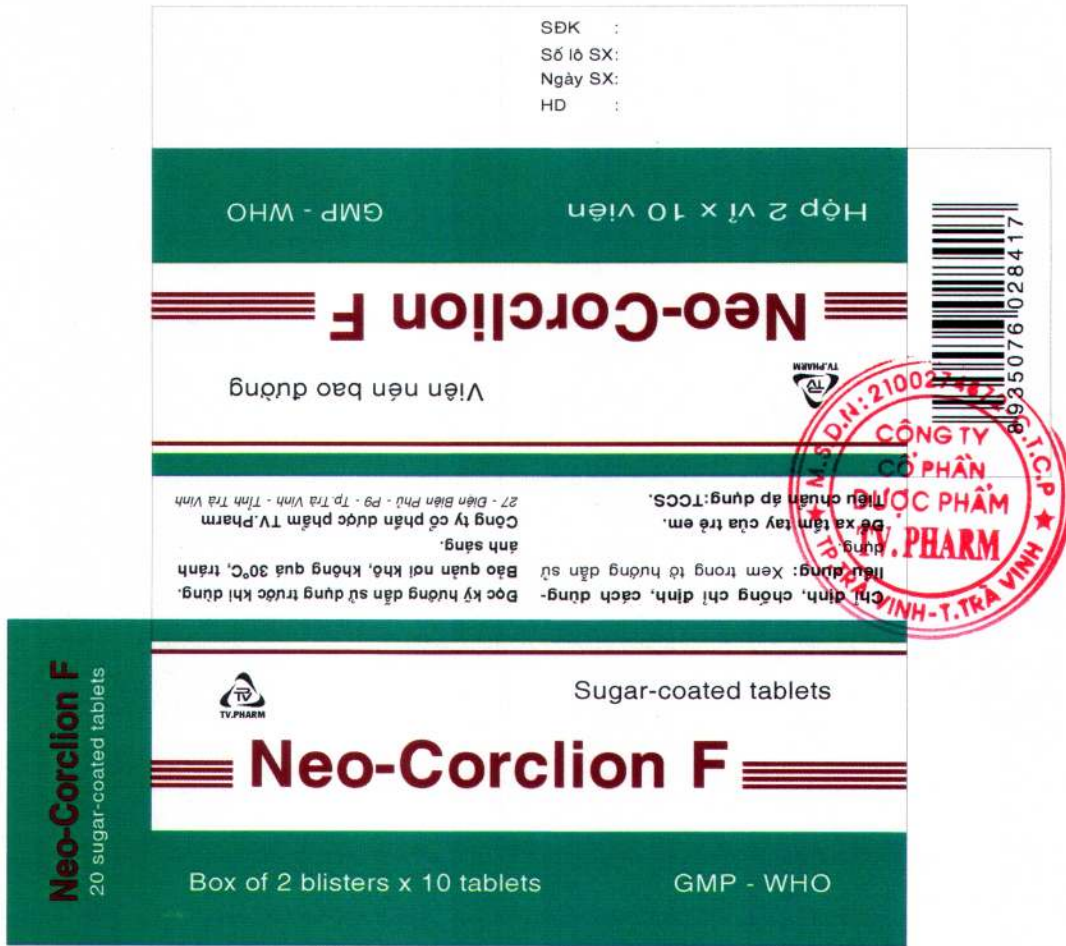 SĐK :
Số lô SX:
Ngày SX:
HD :
Hộp 2 vỉ x 10 viên
GMP - WHO
Neo-Corclion F
TV.PHARM
Viên nén bao đường
8935076028417
Chỉ định, chống chỉ định, cách dùng-
liều dùng: Xem trong tờ hướng dẫn sử
dụng.
Để xa tầm tay của trẻ em.
Tiêu chuẩn áp dụng:TCCS.
Đọc kỹ hướng dẫn sử dụng trước khi dùng.
Bảo quản nơi khô, không quá 30°C, tránh
ánh sáng.
Công ty cổ phần dược phẩm TV.Pharm
27 - Điện Biên Phủ - P9 - Tp.Trà Vinh - Tỉnh Trà Vinh
CÔNG TY
CỔ PHẦN
DƯỢC PHẨM
TV.PHARM
TP.TRÀ VINH-T.TRÀ VINH
TV.PHARM
Sugar-coated tablets
Neo-Corclion F
Box of 2 blisters x 10 tablets
GMP - WHO
Neo-Corclion F
20 sugar-coated tablets